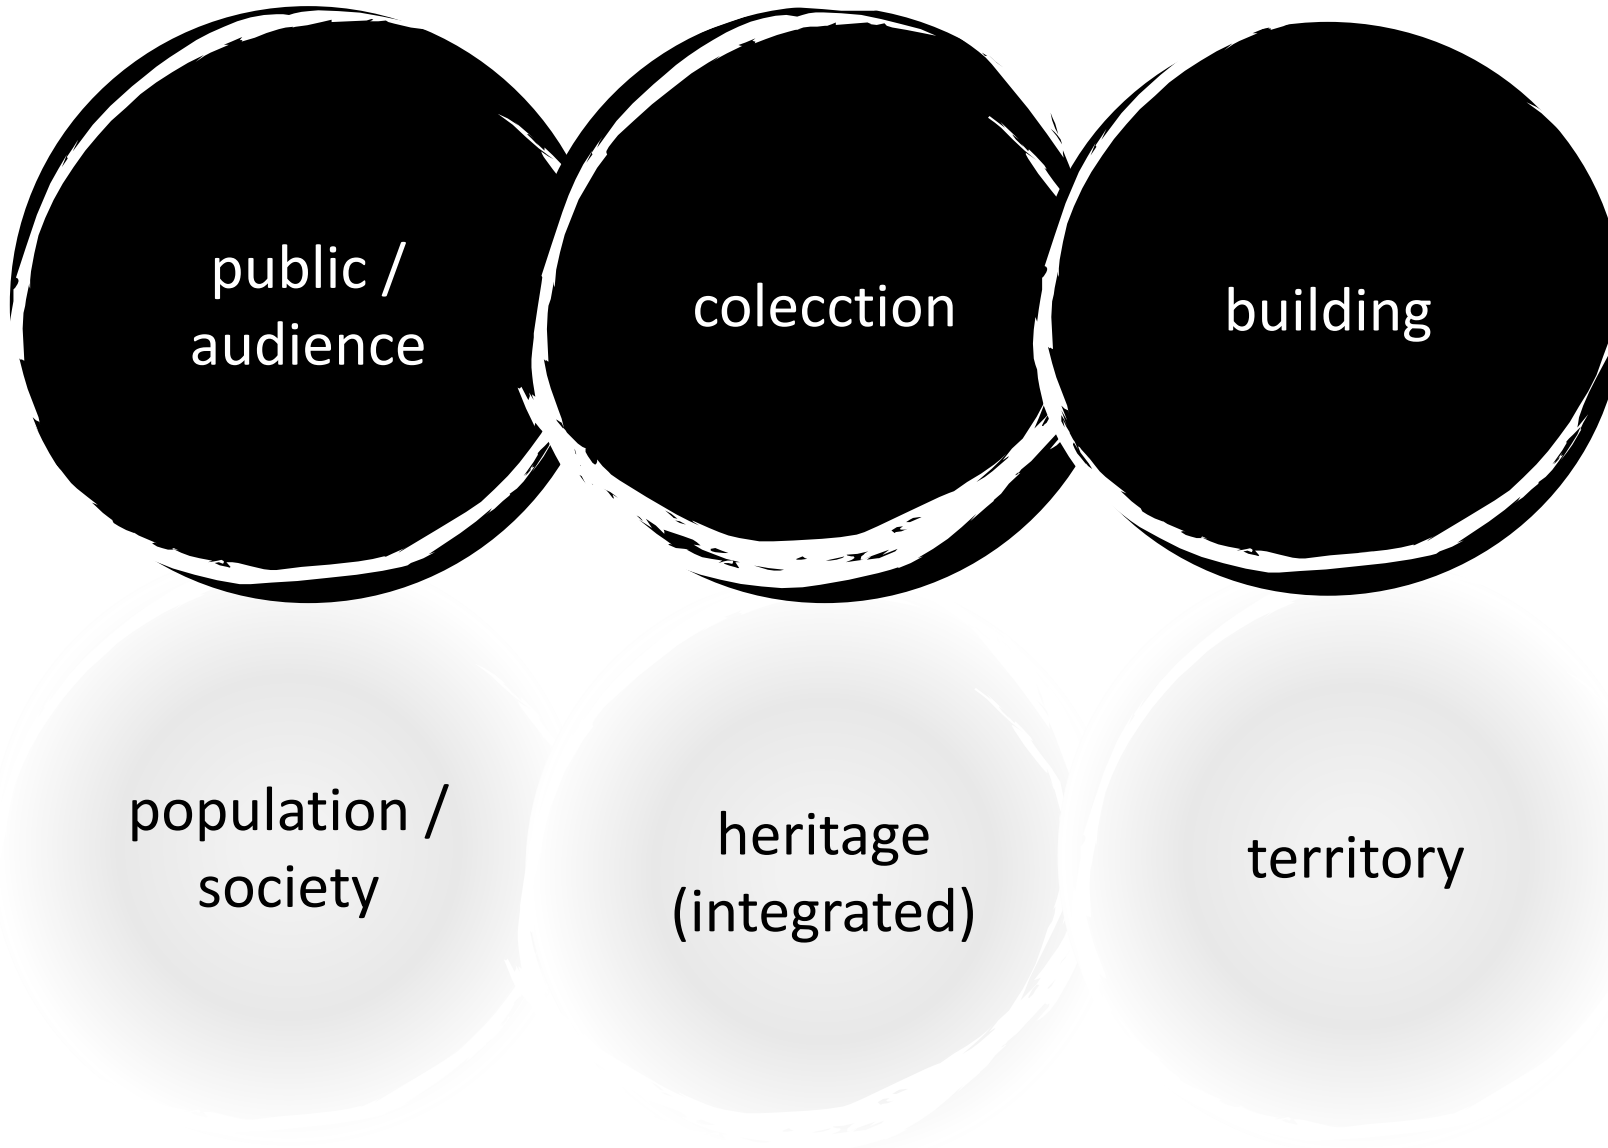 public /
audience
colecction
building
population /
society
heritage
(integrated)
territory